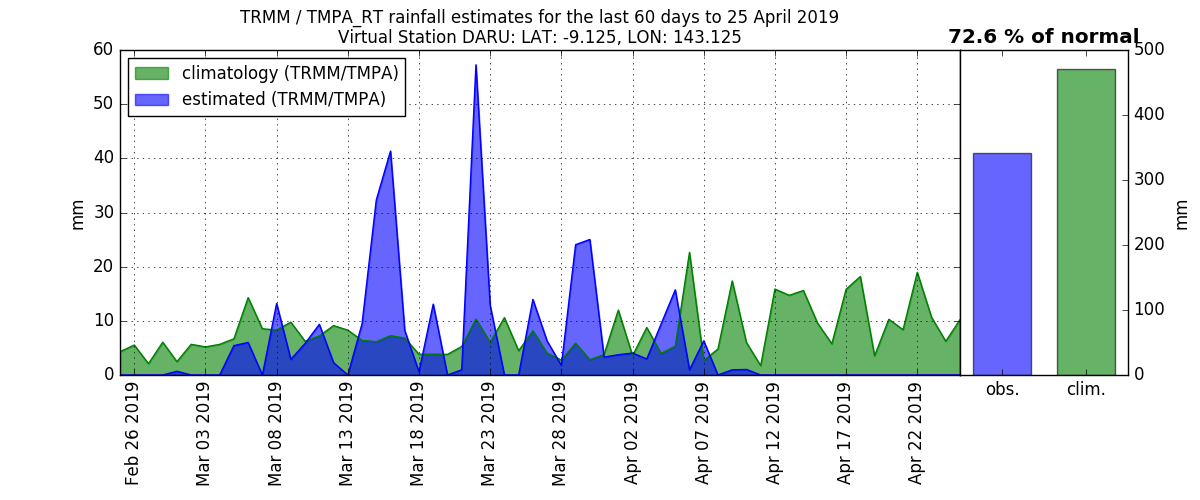 TRMM / TMPA_RT rainfall estimates for the last 60 days to 25 April 2019
Virtual Station DARU: LAT: -9.125, LON: 143.125
72.6 % of normal
climatology (TRMM/TMPA)
estimated (TRMM/TMPA)
60
50
40
30
20
10
0
mm
500
400
300
200
100
0
mm
obs.
clim.
Feb 26 2019
Mar 03 2019
Mar 08 2019
Mar 13 2019
Mar 18 2019
Mar 23 2019
Mar 28 2019
Apr 02 2019
Apr 07 2019
Apr 12 2019
Apr 17 2019
Apr 22 2019